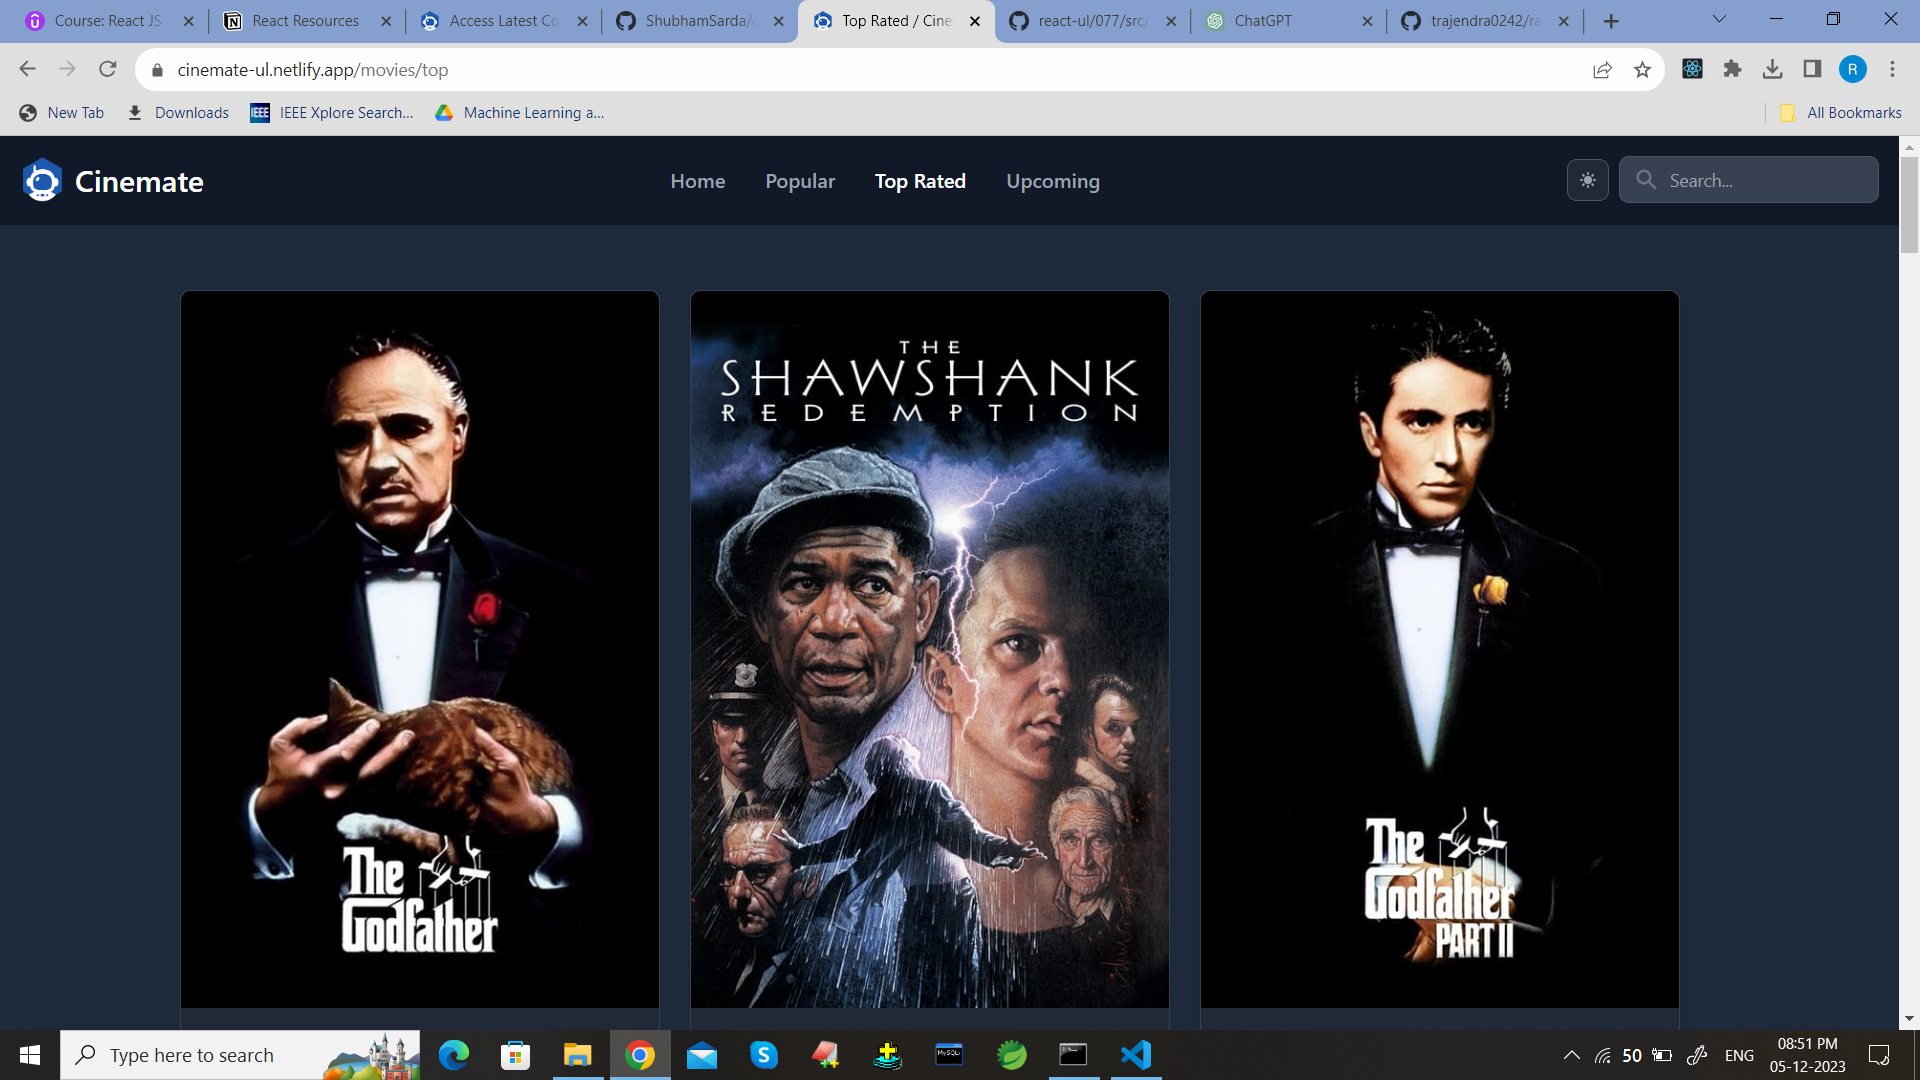 Course: React JS
React Resources
Access Latest Co
ShubhamSarda/c
Top Rated / Cine
react-ul/077/src/
ChatGPT
trajendra0242/ra
cinemate-ul.netlify.app/movies/top
R
New Tab
Downloads
IEEE
IEEE Xplore Search...
Machine Learning a...
All Bookmarks
Cinemate
Home
Popular
Top Rated
Upcoming
Search...
The
Godfather
THE
SHAWSHANK
REDEMPTION
The
Godfather
PART II
Type here to search
MySQL
50
ENG
08:51 PM
05-12-2023